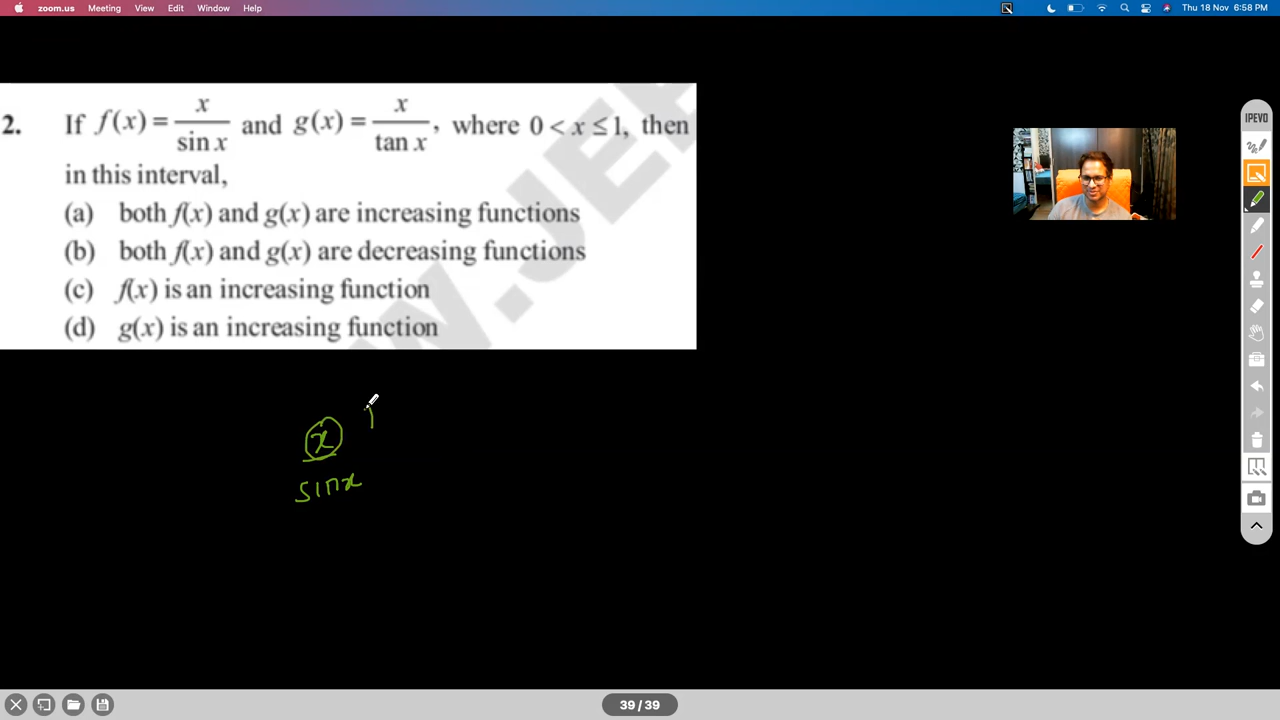 zoom.us Meeting View Edit Window Help Thu 18 Nov 6:58 PM
IPEVO
2. If f(x) = x / sin x and g(x) = x / tan x, where 0 < x ≤ 1, then
in this interval,
(a) both f(x) and g(x) are increasing functions
(b) both f(x) and g(x) are decreasing functions
(c) f(x) is an increasing function
(d) g(x) is an increasing function
x
sinx
39 / 39